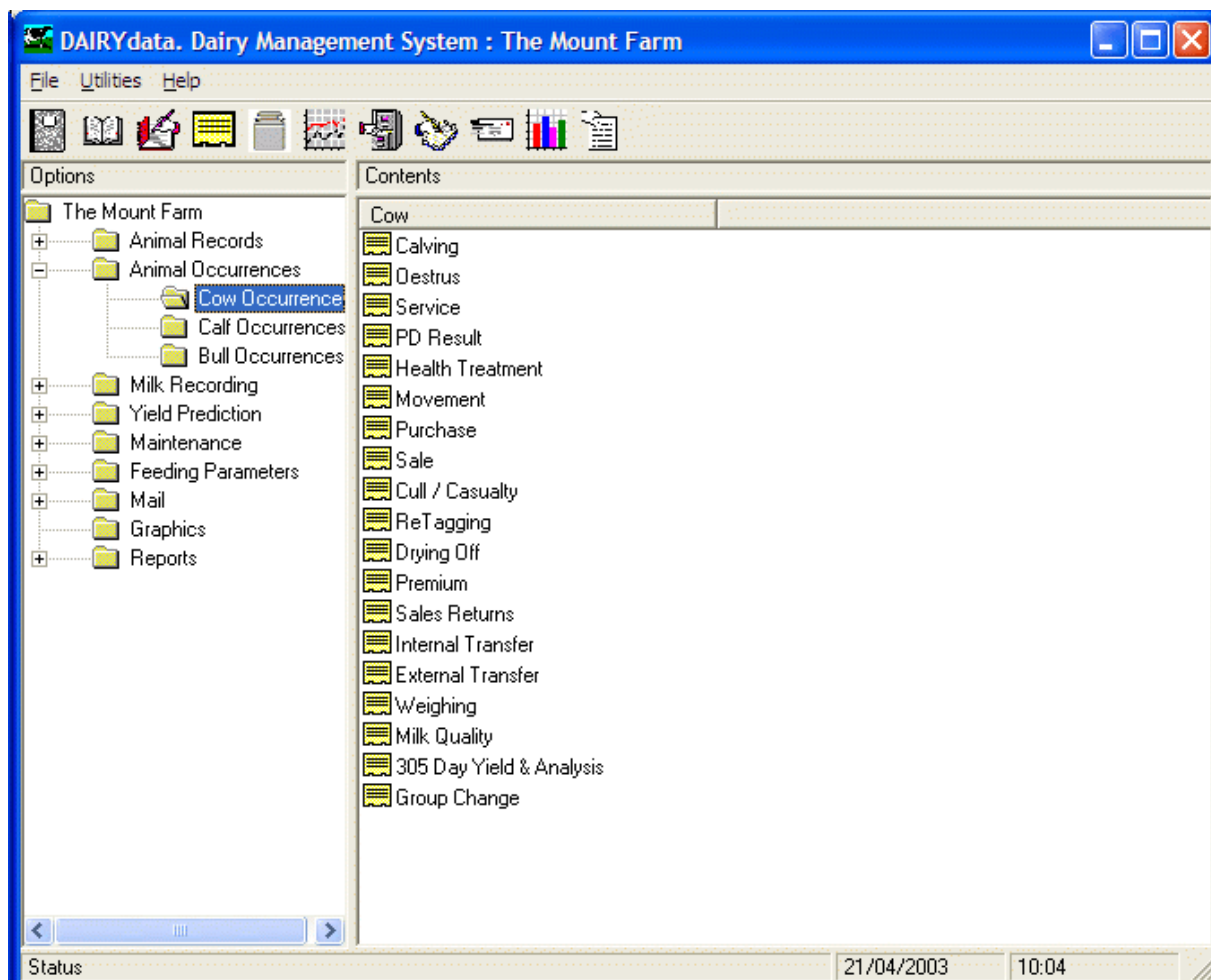 DAIRYdata. Dairy Management System : The Mount Farm
File Utilities Help
Options
Contents
The Mount Farm
Animal Records
Animal Occurrences
Cow Occurrence
Calf Occurrences
Bull Occurrences
Milk Recording
Yield Prediction
Maintenance
Feeding Parameters
Mail
Graphics
Reports
Cow
Calving
Oestrus
Service
PD Result
Health Treatment
Movement
Purchase
Sale
Cull / Casualty
ReTagging
Drying Off
Premium
Sales Returns
Internal Transfer
External Transfer
Weighing
Milk Quality
305 Day Yield & Analysis
Group Change
Status 21/04/2003 10:04